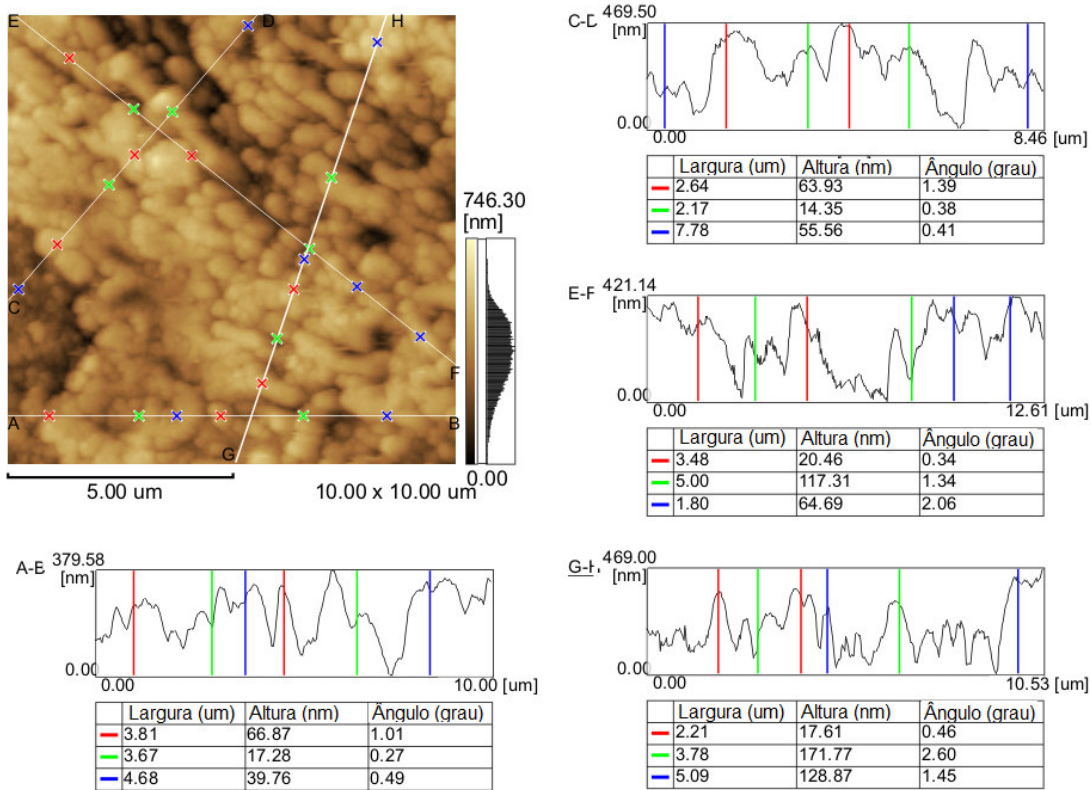 E
D
H
C
F
A
B
G
5.00 um
10.00 x 10.00 um
746.30
[nm]
0.00
C-D
469.50
[nm]
0.00
0.00
8.46 [um]
Largura (um) Altura (nm) Ângulo (grau)
2.64 63.93 1.39
2.17 14.35 0.38
7.78 55.56 0.41
E-F
421.14
[nm]
0.00
0.00
12.61
[um]
Largura (um) Altura (nm) Ângulo (grau)
3.48 20.46 0.34
5.00 117.31 1.34
1.80 64.69 2.06
A-B
379.58
[nm]
0.00
0.00
10.00 [um]
Largura (um) Altura (nm) Ângulo (grau)
3.81 66.87 1.01
3.67 17.28 0.27
4.68 39.76 0.49
G-H
469.00
[nm]
0.00
0.00
10.53 [um]
Largura (um) Altura (nm) Ângulo (grau)
2.21 17.61 0.46
3.78 171.77 2.60
5.09 128.87 1.45